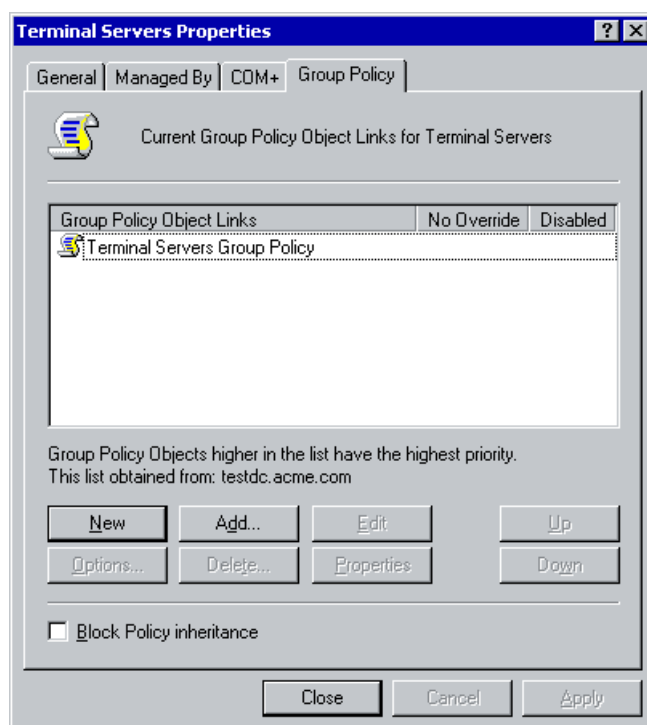 Terminal Servers Properties
General Managed By COM+ Group Policy
Current Group Policy Object Links for Terminal Servers
Group Policy Object Links No Override Disabled
Terminal Servers Group Policy
Group Policy Objects higher in the list have the highest priority.
This list obtained from: testdc.acme.com
New Add... Edit Up
Options... Delete... Properties Down
Block Policy inheritance
Close Cancel Apply